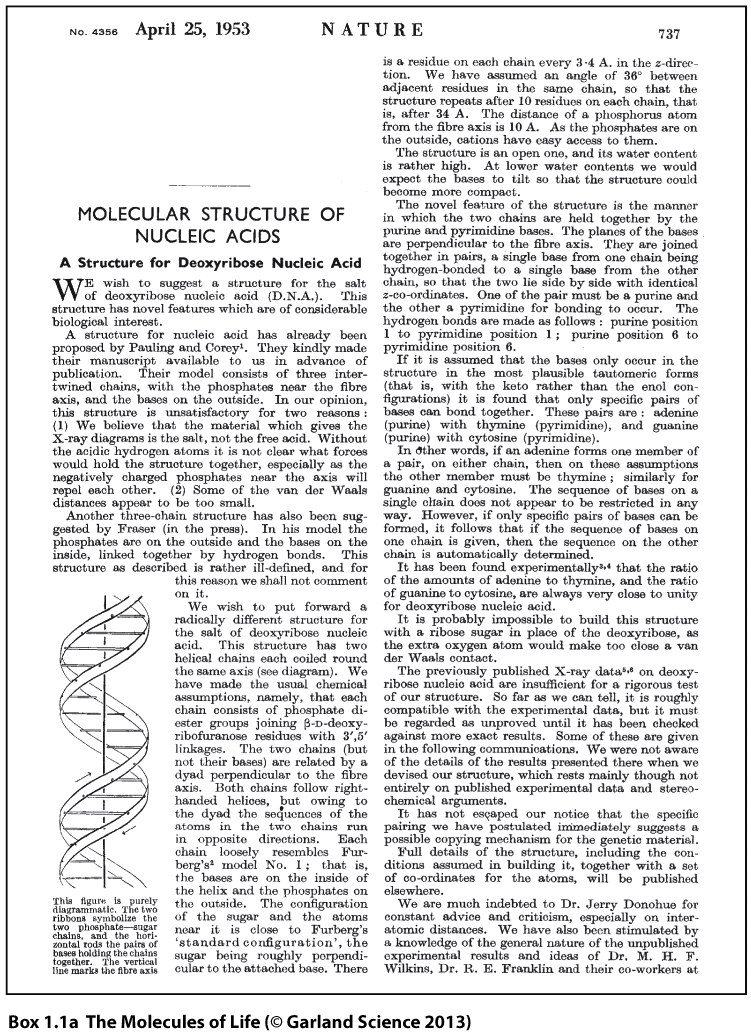 No. 4356 April 25, 1953 NATURE 737
MOLECULAR STRUCTURE OF
NUCLEIC ACIDS
A Structure for Deoxyribose Nucleic Acid
WE wish to suggest a structure for the salt
of deoxyribose nucleic acid (D.N.A.). This
structure has novel features which are of considerable
biological interest.
A structure for nucleic acid has already been
proposed by Pauling and Corey¹. They kindly made
their manuscript available to us in advance of
publication. Their model consists of three inter-
twined chains, with the phosphates near the fibre
axis, and the bases on the outside. In our opinion,
this structure is unsatisfactory for two reasons :
(1) We believe that the material which gives the
X-ray diagrams is the salt, not the free acid. Without
the acidic hydrogen atoms it is not clear what forces
would hold the structure together, especially as the
negatively charged phosphates near the axis will
repel each other. (2) Some of the van der Waals
distances appear to be too small.
Another three-chain structure has also been sug-
gested by Fraser (in the press). In his model the
phosphates are on the outside and the bases on the
inside, linked together by hydrogen bonds. This
structure as described is rather ill-defined, and for
this reason we shall not comment
on it.
We wish to put forward a
radically different structure for
the salt of deoxyribose nucleic
acid. This structure has two
helical chains each coiled round
the same axis (see diagram). We
have made the usual chemical
assumptions, namely, that each
chain consists of phosphate di-
ester groups joining β-D-deoxy-
ribofuranose residues with 3′,5′
linkages. The two chains (but
not their bases) are related by a
dyad perpendicular to the fibre
axis. Both chains follow right-
handed helices, but owing to
the dyad the sequences of the
atoms in the two chains run
in opposite directions. Each
chain loosely resembles Fur-
berg's² model No. 1 ; that is,
the bases are on the inside of
the helix and the phosphates on
the outside. The configuration
of the sugar and the atoms
near it is close to Furberg's
'standard configuration', the
sugar being roughly perpendi-
cular to the attached base. There
This figure is purely
diagrammatic. The two
ribbons symbolize the
two phosphate—sugar
chains, and the hori-
zontal rods the pairs of
bases holding the chains
together. The vertical
line marks the fibre axis
is a residue on each chain every 3·4 A. in the z-direc-
tion. We have assumed an angle of 36° between
adjacent residues in the same chain, so that the
structure repeats after 10 residues on each chain, that
is, after 34 A. The distance of a phosphorus atom
from the fibre axis is 10 A. As the phosphates are on
the outside, cations have easy access to them.
The structure is an open one, and its water content
is rather high. At lower water contents we would
expect the bases to tilt so that the structure could
become more compact.
The novel feature of the structure is the manner
in which the two chains are held together by the
purine and pyrimidine bases. The planes of the bases
are perpendicular to the fibre axis. They are joined
together in pairs, a single base from one chain being
hydrogen-bonded to a single base from the other
chain, so that the two lie side by side with identical
z-co-ordinates. One of the pair must be a purine and
the other a pyrimidine for bonding to occur. The
hydrogen bonds are made as follows : purine position
1 to pyrimidine position 1 ; purine position 6 to
pyrimidine position 6.
If it is assumed that the bases only occur in the
structure in the most plausible tautomeric forms
(that is, with the keto rather than the enol con-
figurations) it is found that only specific pairs of
bases can bond together. These pairs are : adenine
(purine) with thymine (pyrimidine), and guanine
(purine) with cytosine (pyrimidine).
In other words, if an adenine forms one member of
a pair, on either chain, then on these assumptions
the other member must be thymine ; similarly for
guanine and cytosine. The sequence of bases on a
single chain does not appear to be restricted in any
way. However, if only specific pairs of bases can be
formed, it follows that if the sequence of bases on
one chain is given, then the sequence on the other
chain is automatically determined.
It has been found experimentally³,⁴ that the ratio
of the amounts of adenine to thymine, and the ratio
of guanine to cytosine, are always very close to unity
for deoxyribose nucleic acid.
It is probably impossible to build this structure
with a ribose sugar in place of the deoxyribose, as
the extra oxygen atom would make too close a van
der Waals contact.
The previously published X-ray data⁵,⁶ on deoxy-
ribose nucleic acid are insufficient for a rigorous test
of our structure. So far as we can tell, it is roughly
compatible with the experimental data, but it must
be regarded as unproved until it has been checked
against more exact results. Some of these are given
in the following communications. We were not aware
of the details of the results presented there when we
devised our structure, which rests mainly though not
entirely on published experimental data and stereo-
chemical arguments.
It has not escaped our notice that the specific
pairing we have postulated immediately suggests a
possible copying mechanism for the genetic material.
Full details of the structure, including the con-
ditions assumed in building it, together with a set
of co-ordinates for the atoms, will be published
elsewhere.
We are much indebted to Dr. Jerry Donohue for
constant advice and criticism, especially on inter-
atomic distances. We have also been stimulated by
a knowledge of the general nature of the unpublished
experimental results and ideas of Dr. M. H. F.
Wilkins, Dr. R. E. Franklin and their co-workers at
Box 1.1a The Molecules of Life (© Garland Science 2013)